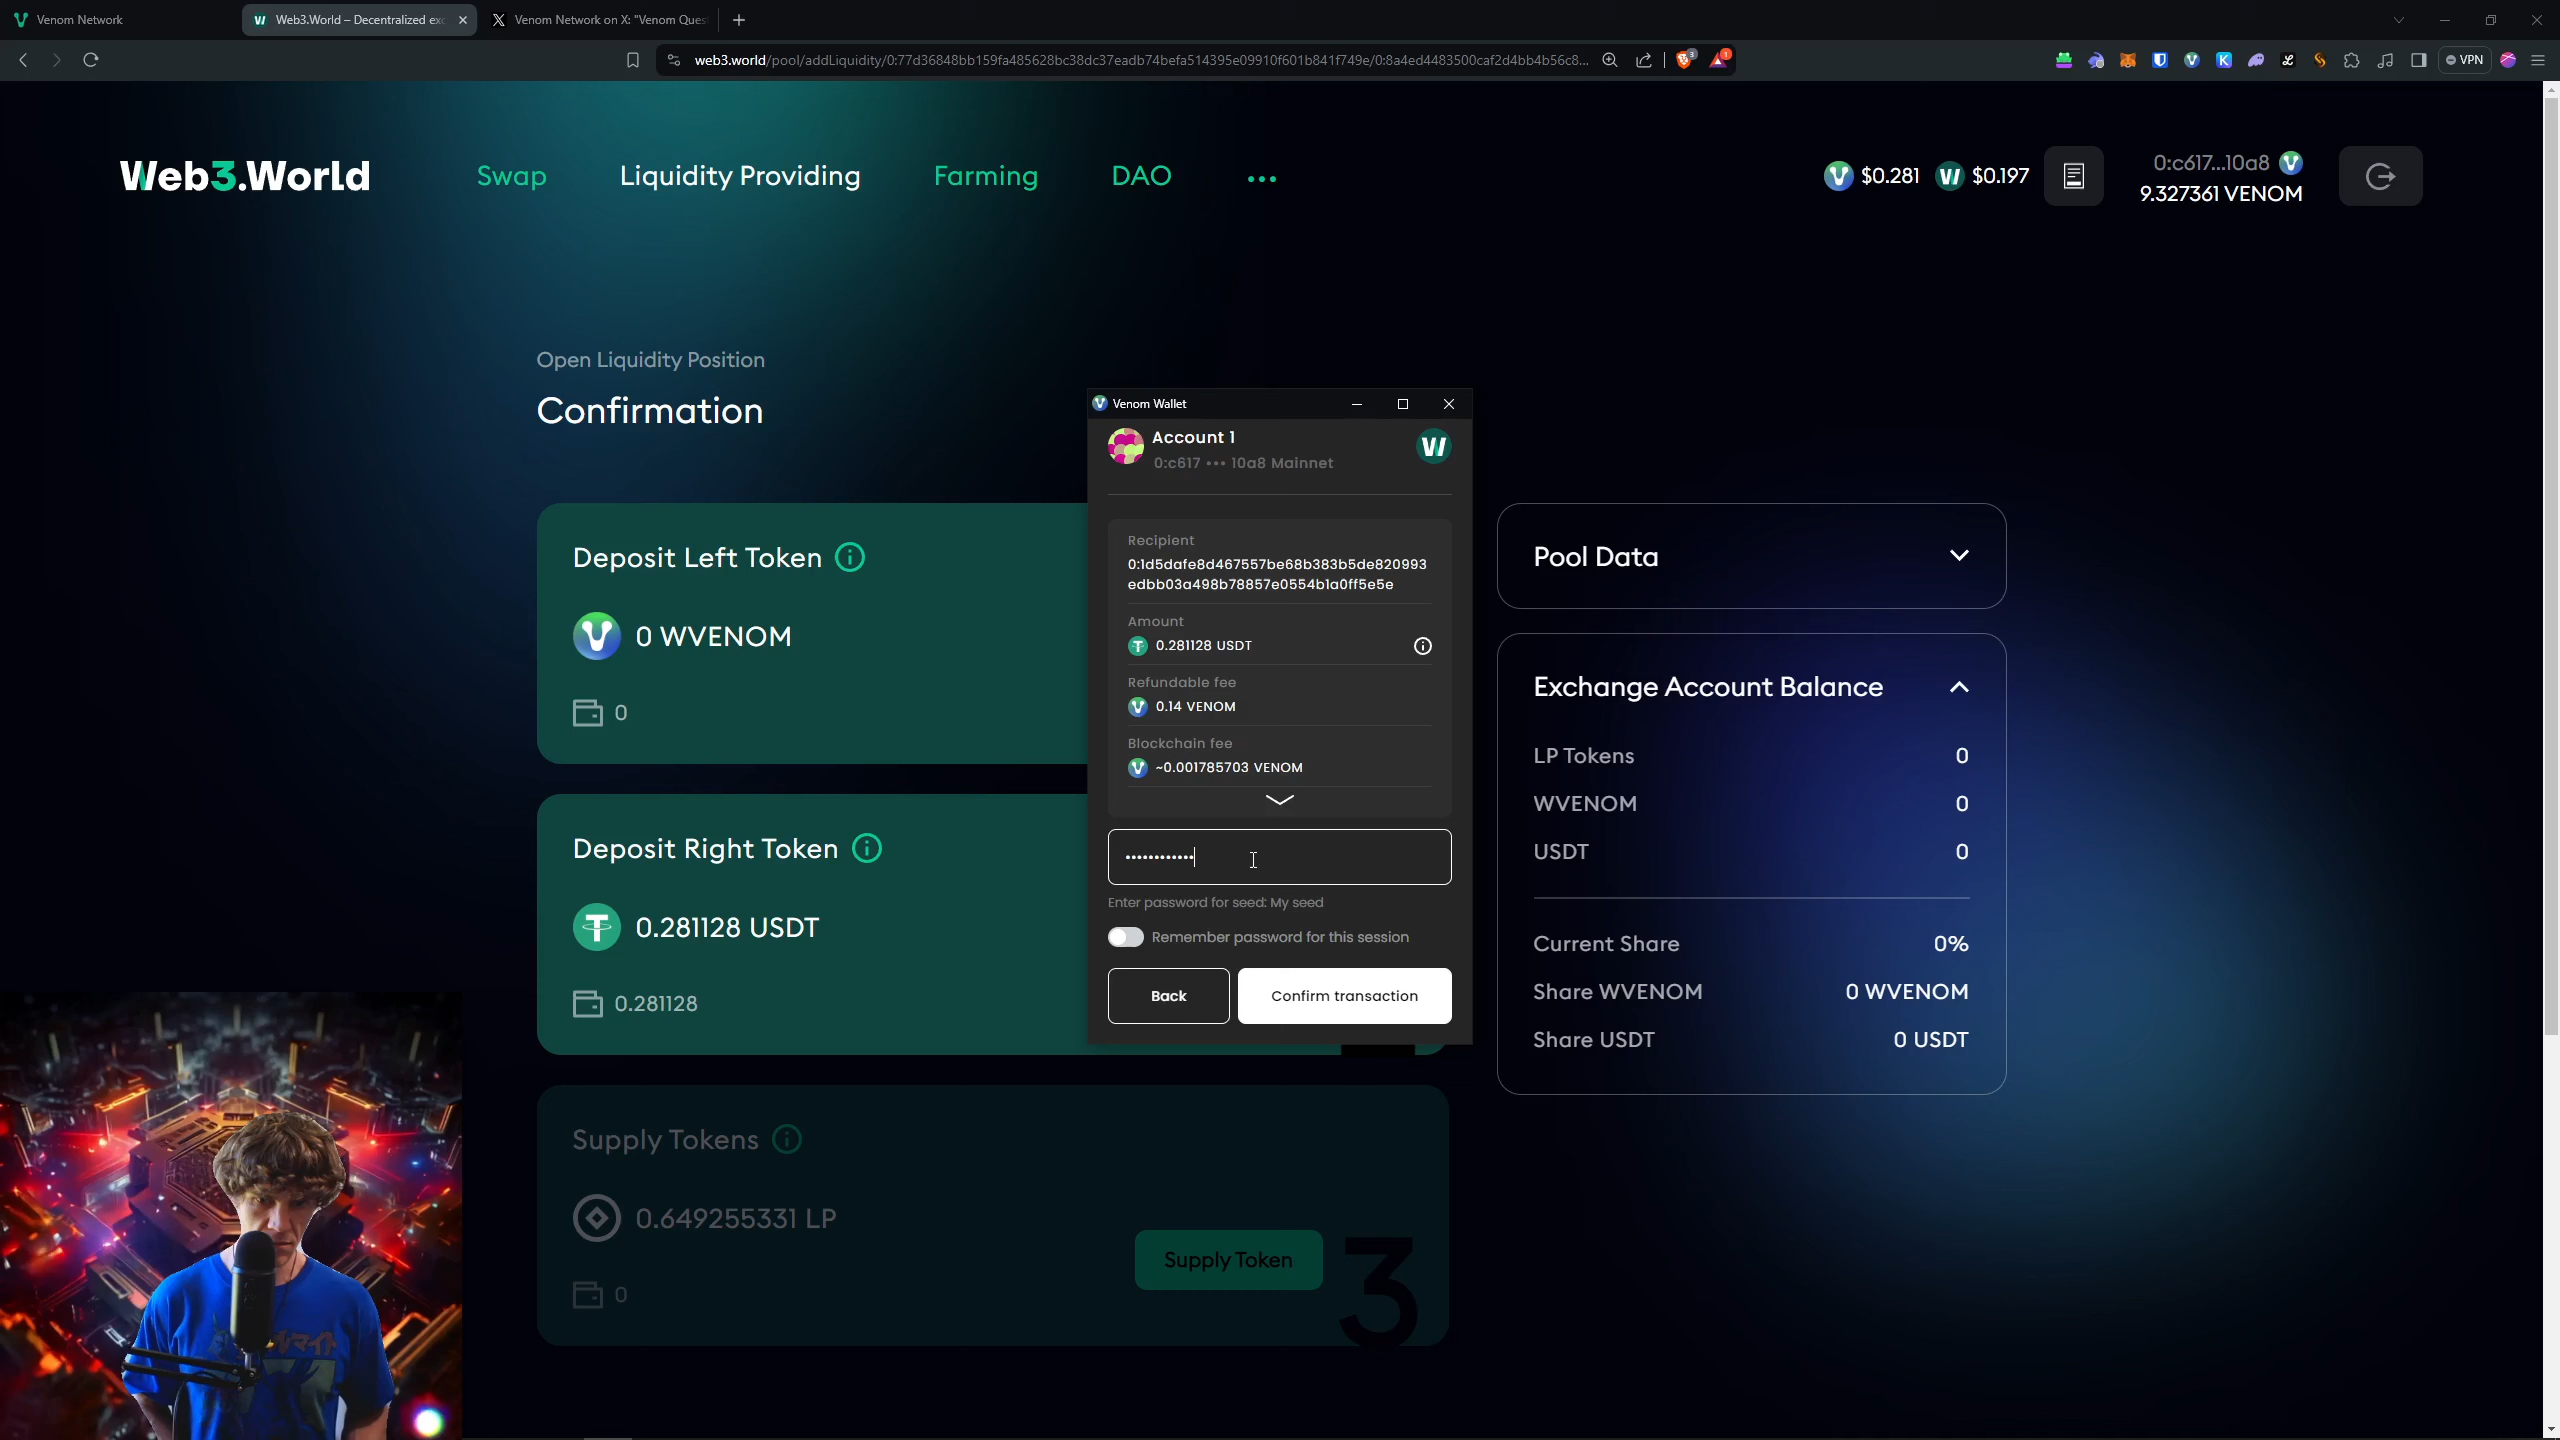 Venom Network
Web3.World – Decentralized exc
Venom Network on X: "Venom Ques
web3.world/pool/addLiquidity/0:77d36848bb159fa485628bc38dc37eadb74befa514395e09910f601b841f749e/0:8a4ed4483500caf2d4bb4b56c8...
3
1
VPN
Web3.World
Swap
Liquidity Providing
Farming
DAO
...
$0.281
$0.197
0:c617...10a8
9.327361 VENOM
Open Liquidity Position
Confirmation
Deposit Left Token
0 WVENOM
0
Deposit Right Token
0.281128 USDT
0.281128
Supply Tokens
0.649255331 LP
0
Supply Token
3
Venom Wallet
Account 1
0:c617 ••• 10a8 Mainnet
Recipient
0:1d5dafe8d467557be68b383b5de820993
edbb03a498b78857e0554b1a0ff5e5e
Amount
0.281128 USDT
Refundable fee
0.14 VENOM
Blockchain fee
~0.001785703 VENOM
••••••••••••
Enter password for seed: My seed
Remember password for this session
Back
Confirm transaction
Pool Data
Exchange Account Balance
LP Tokens 0
WVENOM 0
USDT 0
Current Share 0%
Share WVENOM 0 WVENOM
Share USDT 0 USDT